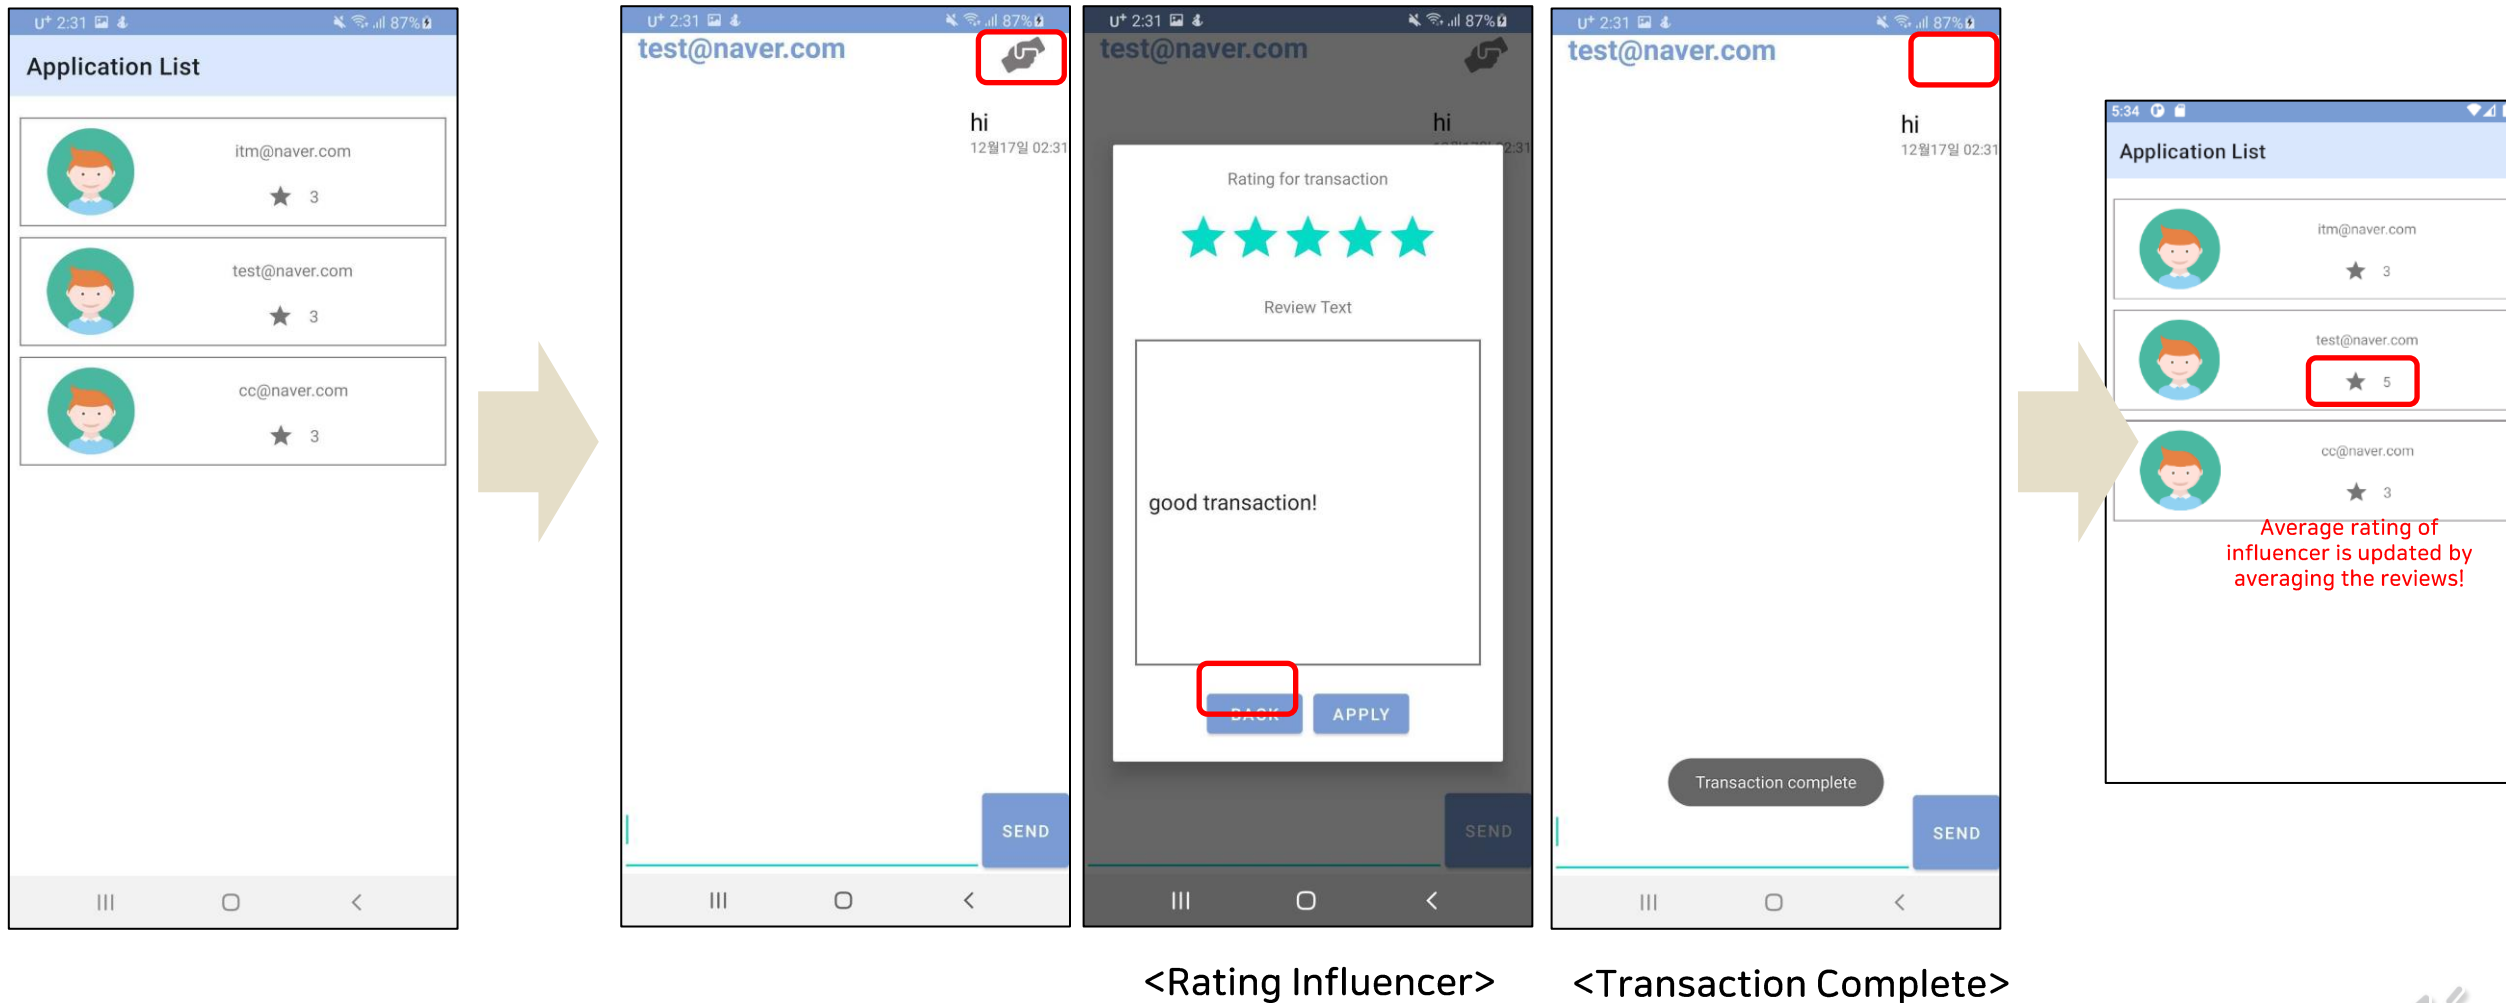 U+ 2:31 87%
Application List
itm@naver.com
3
test@naver.com
3
cc@naver.com
3
U+ 2:31 87%
test@naver.com
hi
12월17일 02:31
SEND
U+ 2:31 87%
test@naver.com
hi
2:31
Rating for transaction
Review Text
good transaction!
BACK APPLY
SEND
<Rating Influencer>
U+ 2:31 87%
test@naver.com
hi
12월17일 02:31
Transaction complete
SEND
<Transaction Complete>
5:34
Application List
itm@naver.com
3
test@naver.com
5
cc@naver.com
3
Average rating of
influencer is updated by
averaging the reviews!